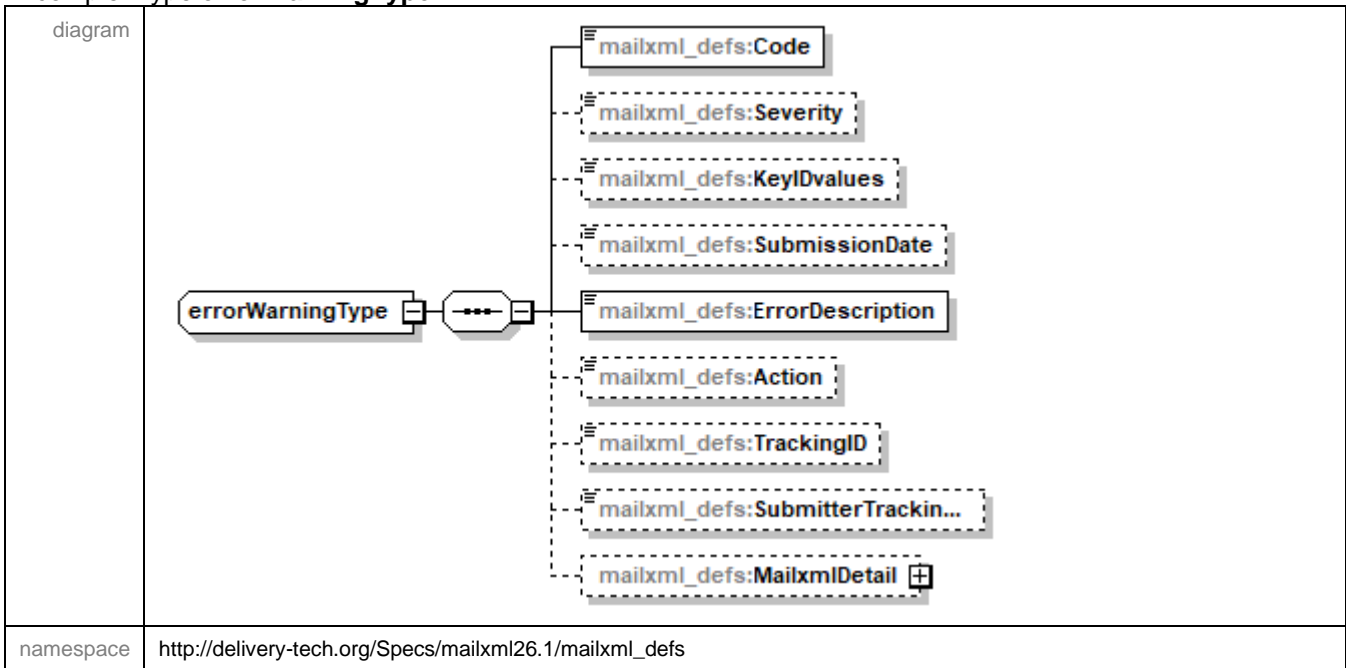 diagram
mailxml_defs:Code
mailxml_defs:Severity
mailxml_defs:KeyIDvalues
mailxml_defs:SubmissionDate
errorWarningType
mailxml_defs:ErrorDescription
mailxml_defs:Action
mailxml_defs:TrackingID
mailxml_defs:SubmitterTrackin...
mailxml_defs:MailxmlDetail
namespace http://delivery-tech.org/Specs/mailxml26.1/mailxml_defs